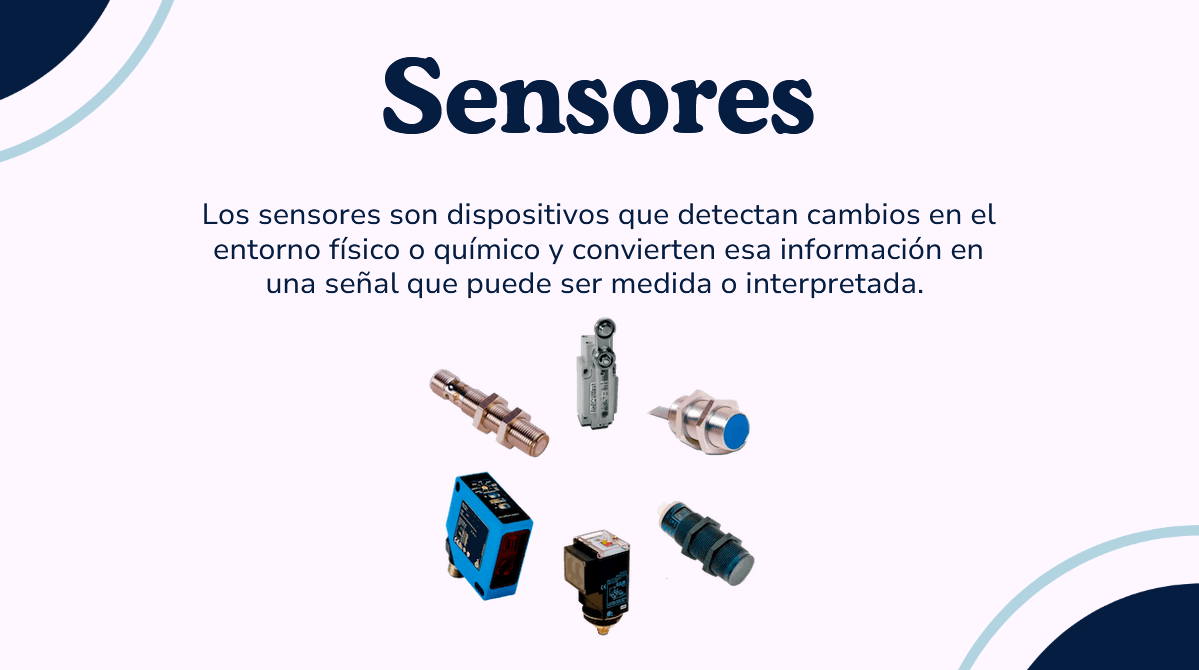 Sensores
Los sensores son dispositivos que detectan cambios en el
entorno físico o químico y convierten esa información en
una señal que puede ser medida o interpretada.